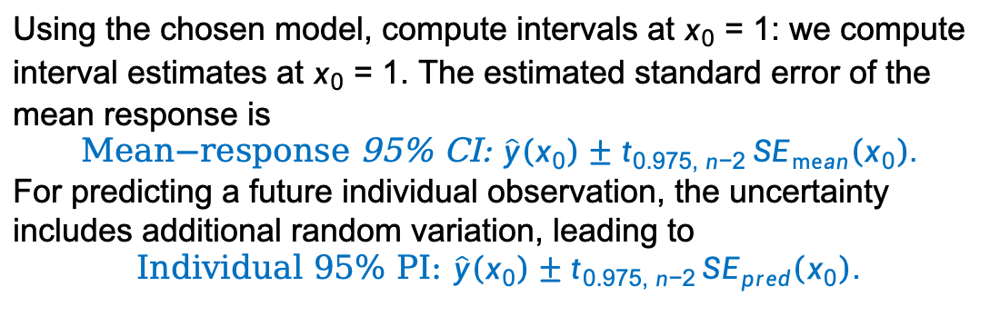 Using the chosen model, compute intervals at x₀ = 1: we compute
interval estimates at x₀ = 1. The estimated standard error of the
mean response is
Mean−response 95% CI: ŷ(x₀) ± t₀.₉₇₅, ₙ₋₂ SEₘₑₐₙ(x₀).
For predicting a future individual observation, the uncertainty
includes additional random variation, leading to
Individual 95% PI: ŷ(x₀) ± t₀.₉₇₅, ₙ₋₂ SE_pred(x₀).